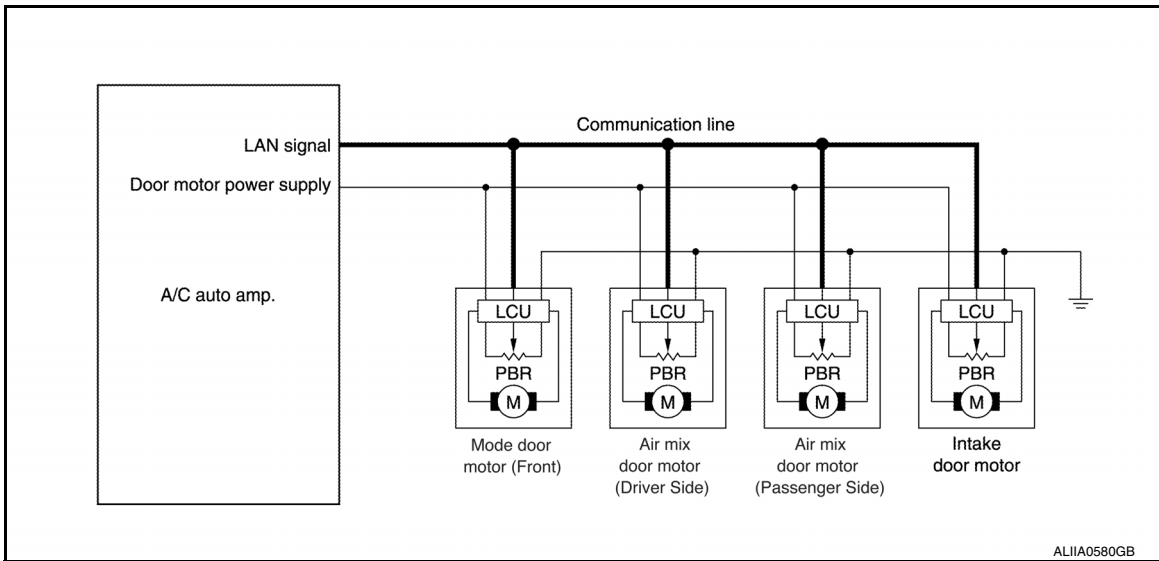 Communication line
LAN signal
Door motor power supply
A/C auto amp.
LCU
LCU
LCU
LCU
PBR
PBR
PBR
PBR
M
M
M
M
Mode door
motor (Front)
Air mix
door motor
(Driver Side)
Air mix
door motor
(Passenger Side)
Intake
door motor
ALIIA0580GB